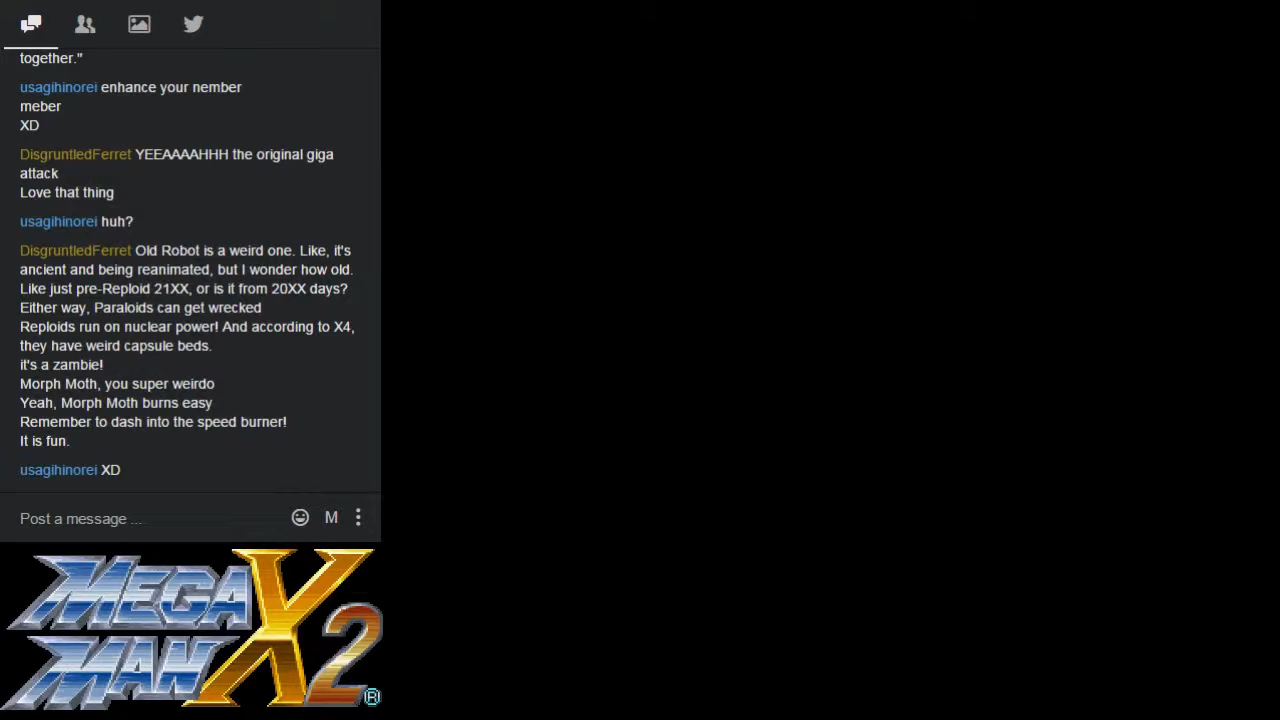 together."
usagihinorei enhance your nember
meber
XD
DisgruntledFerret YEEAAAAHHH the original giga
attack
Love that thing
usagihinorei huh?
DisgruntledFerret Old Robot is a weird one. Like, it's
ancient and being reanimated, but I wonder how old.
Like just pre-Reploid 21XX, or is it from 20XX days?
Either way, Paraloids can get wrecked
Reploids run on nuclear power! And according to X4,
they have weird capsule beds.
it's a zambie!
Morph Moth, you super weirdo
Yeah, Morph Moth burns easy
Remember to dash into the speed burner!
It is fun.
usagihinorei XD
Post a message ... M
MEGA
MAN X2 ®